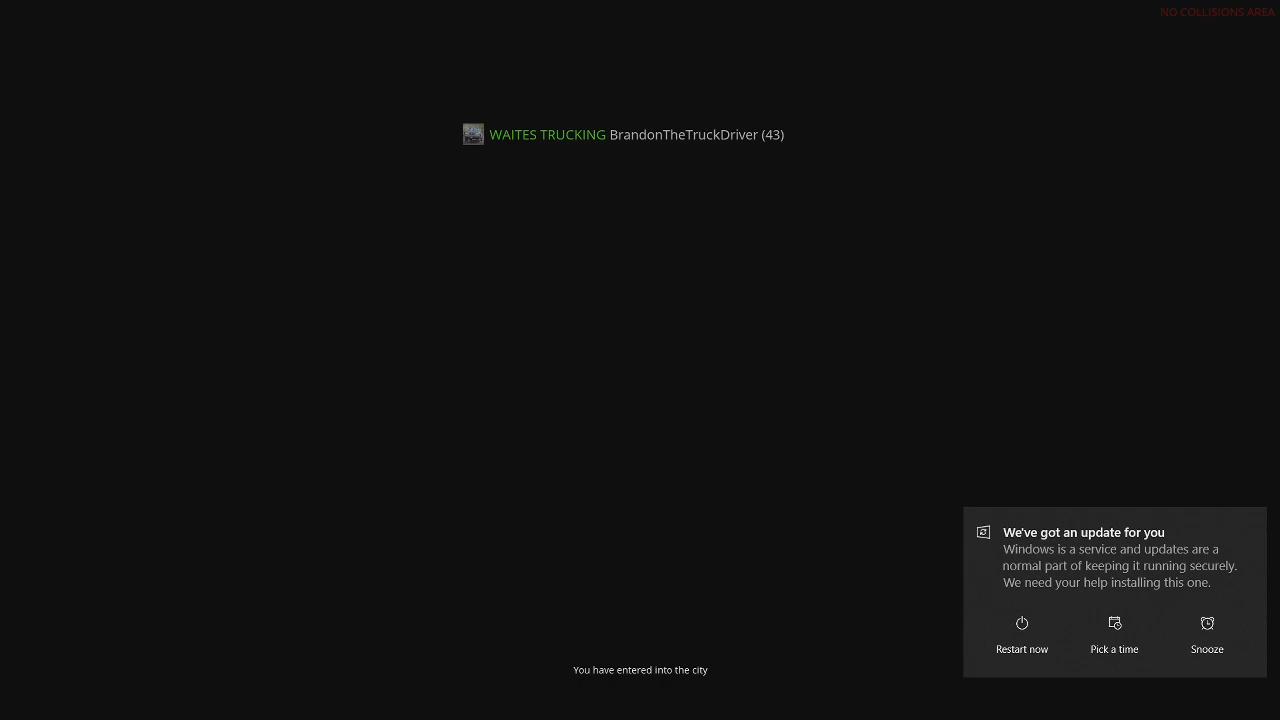 NO COLLISIONS AREA
WAITES TRUCKING BrandonTheTruckDriver (43)
We've got an update for you
Windows is a service and updates are a
normal part of keeping it running securely.
We need your help installing this one.
Restart now Pick a time Snooze
You have entered into the city